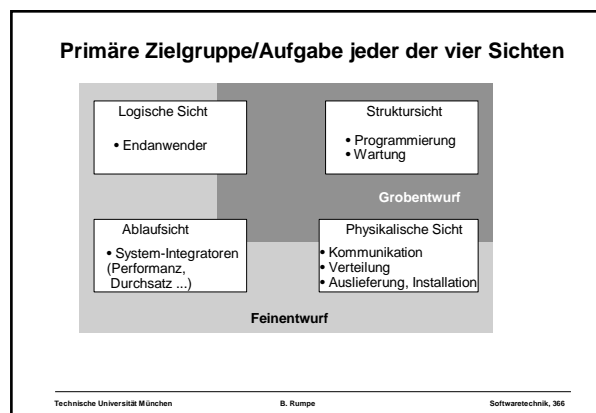 Primäre Zielgruppe/Aufgabe jeder der vier Sichten
Logische Sicht
• Endanwender
Struktursicht
• Programmierung
• Wartung
Grobentwurf
Ablaufsicht
• System-Integratoren
(Performanz,
Durchsatz ...)
Physikalische Sicht
• Kommunikation
• Verteilung
• Auslieferung, Installation
Feinentwurf
Technische Universität München B. Rumpe Softwaretechnik, 366